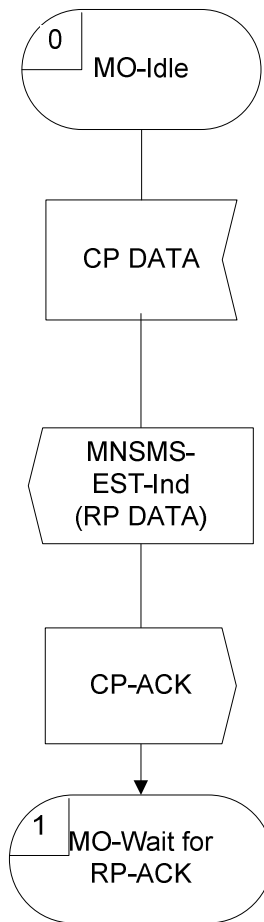 0
MO-Idle
CP DATA
MNSMS-
EST-Ind
(RP DATA)
CP-ACK
1
MO-Wait for
RP-ACK